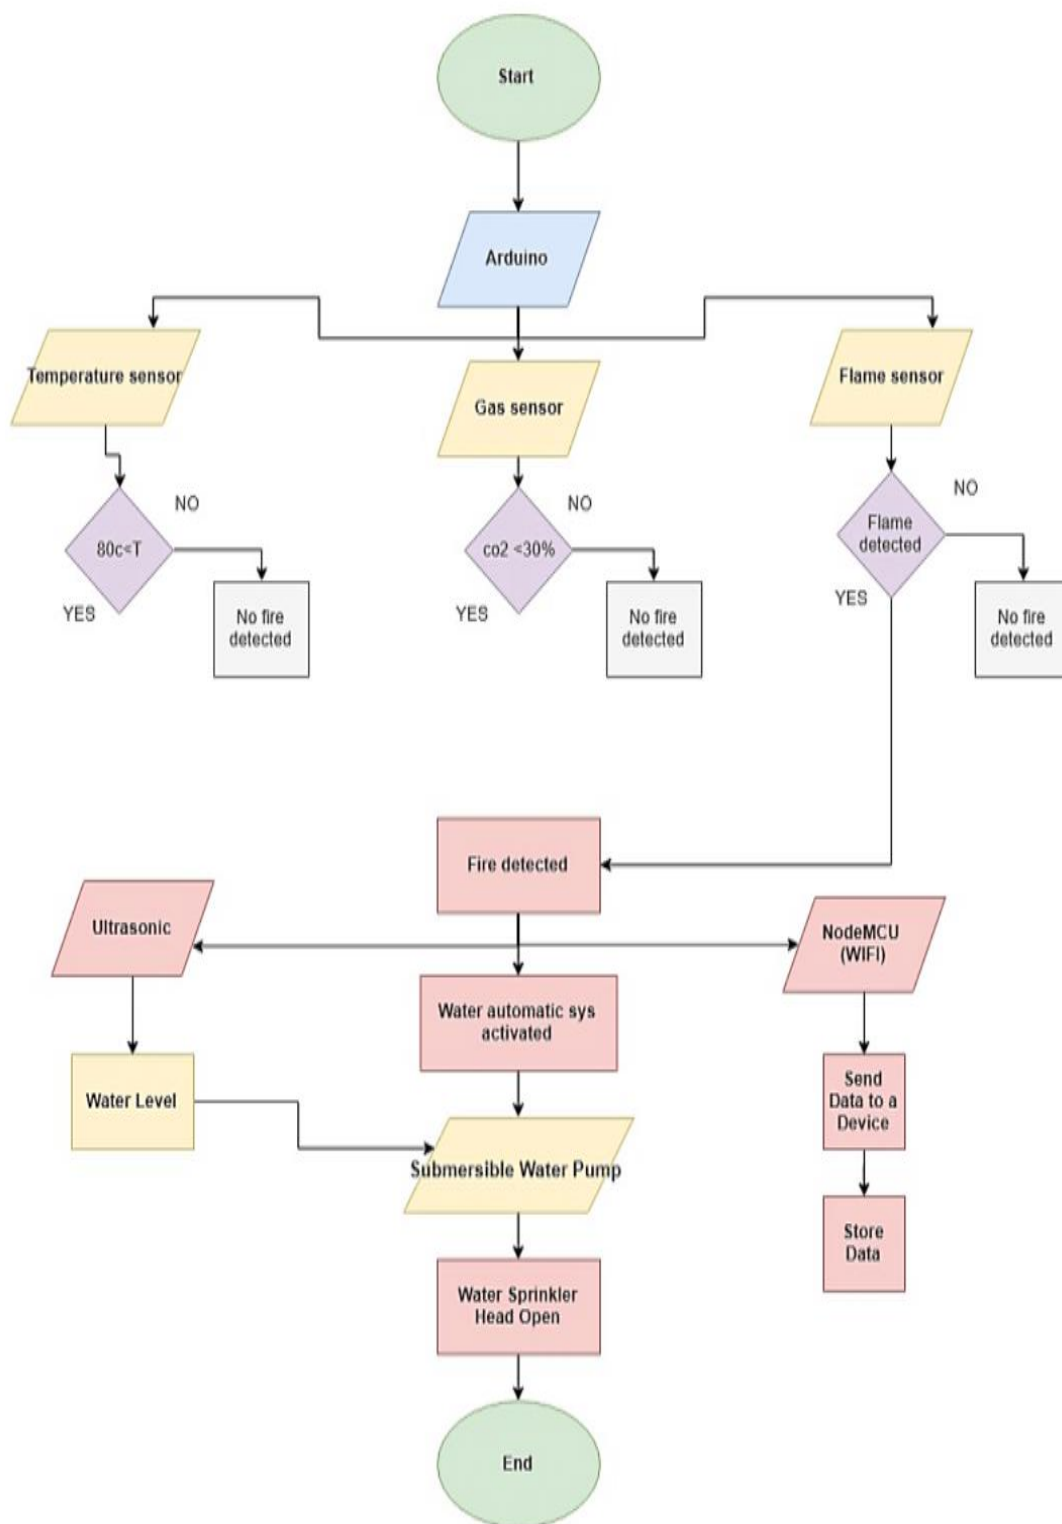 Start
Arduino
Temperature sensor
Gas sensor
Flame sensor
80c<T
NO
YES
No fire
detected
co2 <30%
NO
YES
No fire
detected
Flame
detected
NO
YES
No fire
detected
Fire detected
Ultrasonic
NodeMCU
(WIFI)
Water automatic sys
activated
Water Level
Send
Data to a
Device
Submersible Water Pump
Store
Data
Water Sprinkler
Head Open
End